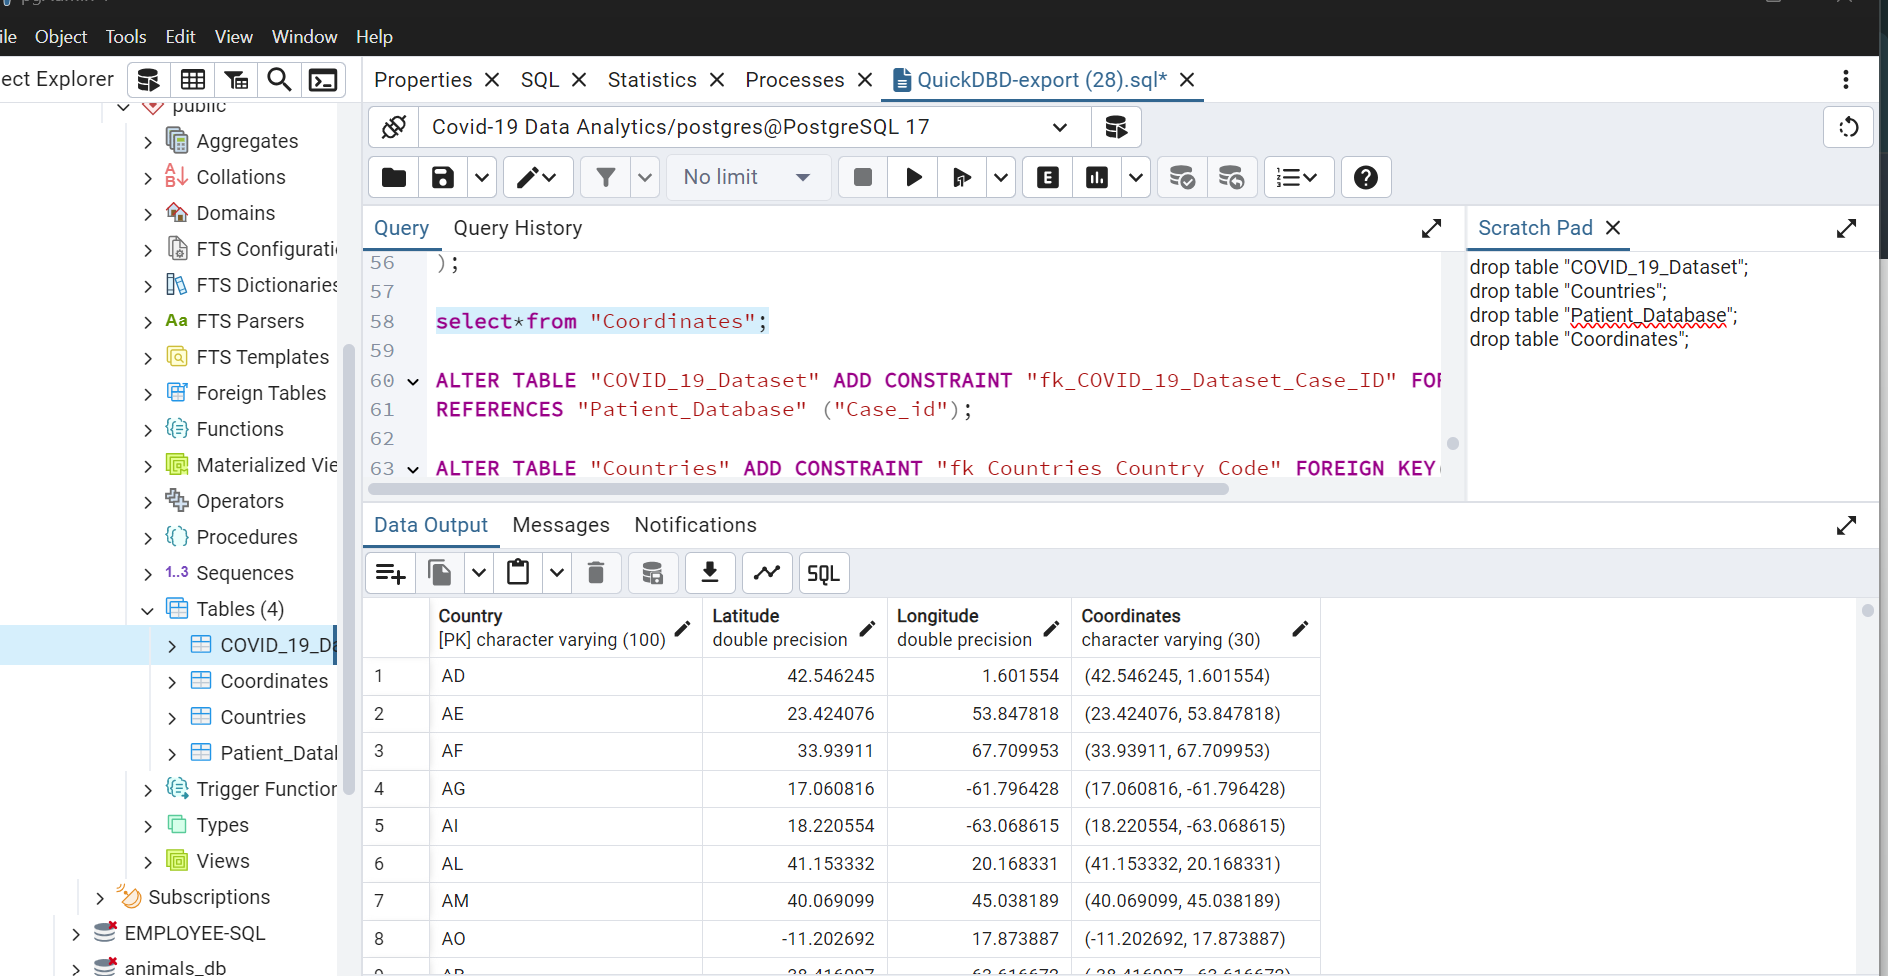 ile Object Tools Edit View Window Help
ect Explorer
Properties SQL Statistics Processes QuickDBD-export (28).sql*
public
Aggregates
Collations
Domains
FTS Configurati
FTS Dictionaries
FTS Parsers
FTS Templates
Foreign Tables
Functions
Materialized Vie
Operators
Procedures
1..3 Sequences
Tables (4)
COVID_19_Da
Coordinates
Countries
Patient_Datal
Trigger Function
Types
Views
Subscriptions
EMPLOYEE-SQL
animals_db
Covid-19 Data Analytics/postgres@PostgreSQL 17
No limit
Query Query History
56 );
57
58 select*from "Coordinates";
59
60 ALTER TABLE "COVID_19_Dataset" ADD CONSTRAINT "fk_COVID_19_Dataset_Case_ID" FOR
61 REFERENCES "Patient_Database" ("Case_id");
62
63 ALTER TABLE "Countries" ADD CONSTRAINT "fk_Countries_Country_Code" FOREIGN KEY(
Scratch Pad
drop table "COVID_19_Dataset";
drop table "Countries";
drop table "Patient_Database";
drop table "Coordinates";
Data Output Messages Notifications
SQL
Country Latitude Longitude Coordinates
[PK] character varying (100) double precision double precision character varying (30)
1 AD 42.546245 1.601554 (42.546245, 1.601554)
2 AE 23.424076 53.847818 (23.424076, 53.847818)
3 AF 33.93911 67.709953 (33.93911, 67.709953)
4 AG 17.060816 -61.796428 (17.060816, -61.796428)
5 AI 18.220554 -63.068615 (18.220554, -63.068615)
6 AL 41.153332 20.168331 (41.153332, 20.168331)
7 AM 40.069099 45.038189 (40.069099, 45.038189)
8 AO -11.202692 17.873887 (-11.202692, 17.873887)